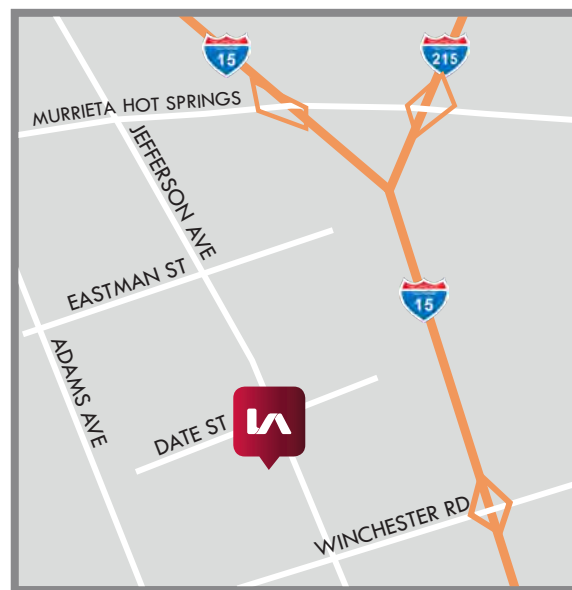 15
215
MURRIETA HOT SPRINGS
JEFFERSON AVE
EASTMAN ST
15
ADAMS AVE
DATE ST
WINCHESTER RD